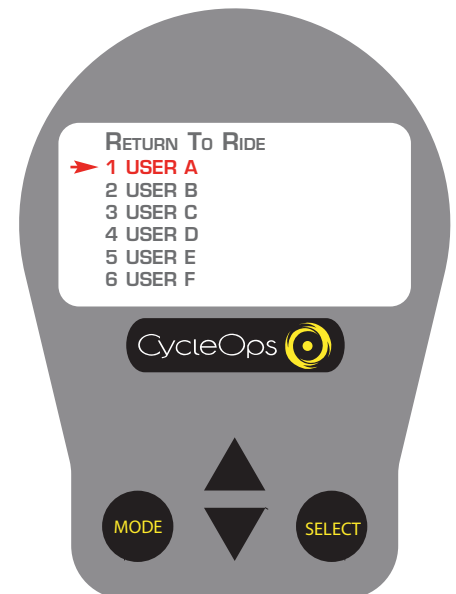 Return To Ride
1 USER A
2 USER B
3 USER C
4 USER D
5 USER E
6 USER F
CycleOps
MODE
SELECT